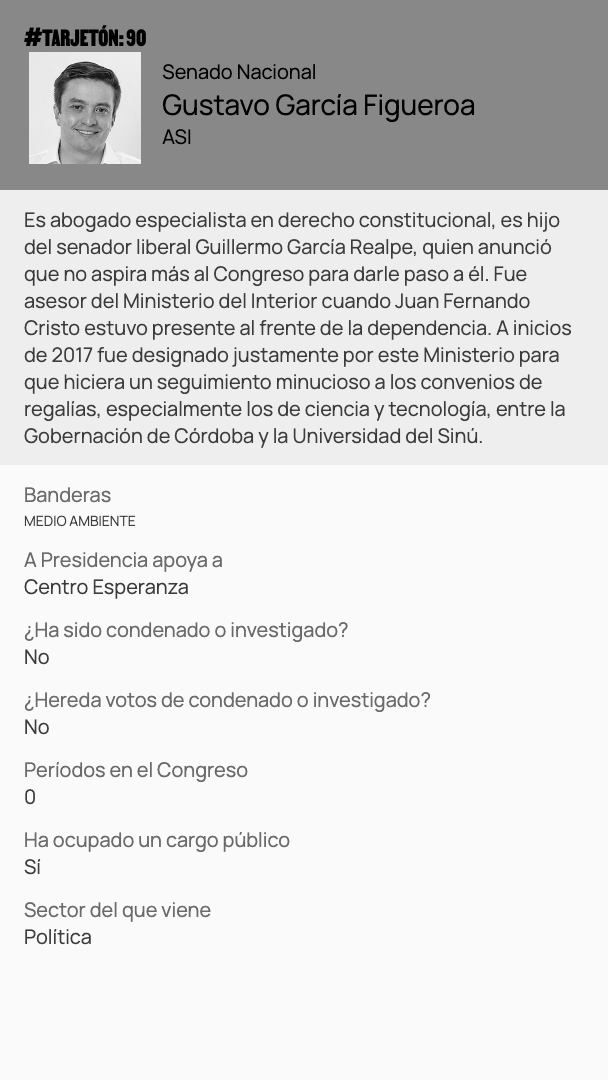 #TARJETÓN: 90
Senado Nacional
Gustavo García Figueroa
ASI
Es abogado especialista en derecho constitucional, es hijo
del senador liberal Guillermo García Realpe, quien anunció
que no aspira más al Congreso para darle paso a él. Fue
asesor del Ministerio del Interior cuando Juan Fernando
Cristo estuvo presente al frente de la dependencia. A inicios
de 2017 fue designado justamente por este Ministerio para
que hiciera un seguimiento minucioso a los convenios de
regalías, especialmente los de ciencia y tecnología, entre la
Gobernación de Córdoba y la Universidad del Sinú.
Banderas
MEDIO AMBIENTE
A Presidencia apoya a
Centro Esperanza
¿Ha sido condenado o investigado?
No
¿Hereda votos de condenado o investigado?
No
Períodos en el Congreso
0
Ha ocupado un cargo público
Sí
Sector del que viene
Política